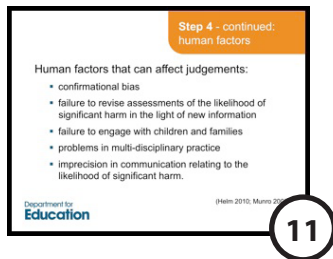 Step 4 - continued:
human factors
Human factors that can affect judgements:
• confirmational bias
• failure to revise assessments of the likelihood of
significant harm in the light of new information
• failure to engage with children and families
• problems in multi-disciplinary practice
• imprecision in communication relating to the
likelihood of significant harm.
(Helm 2010; Munro
Department for
Education
11